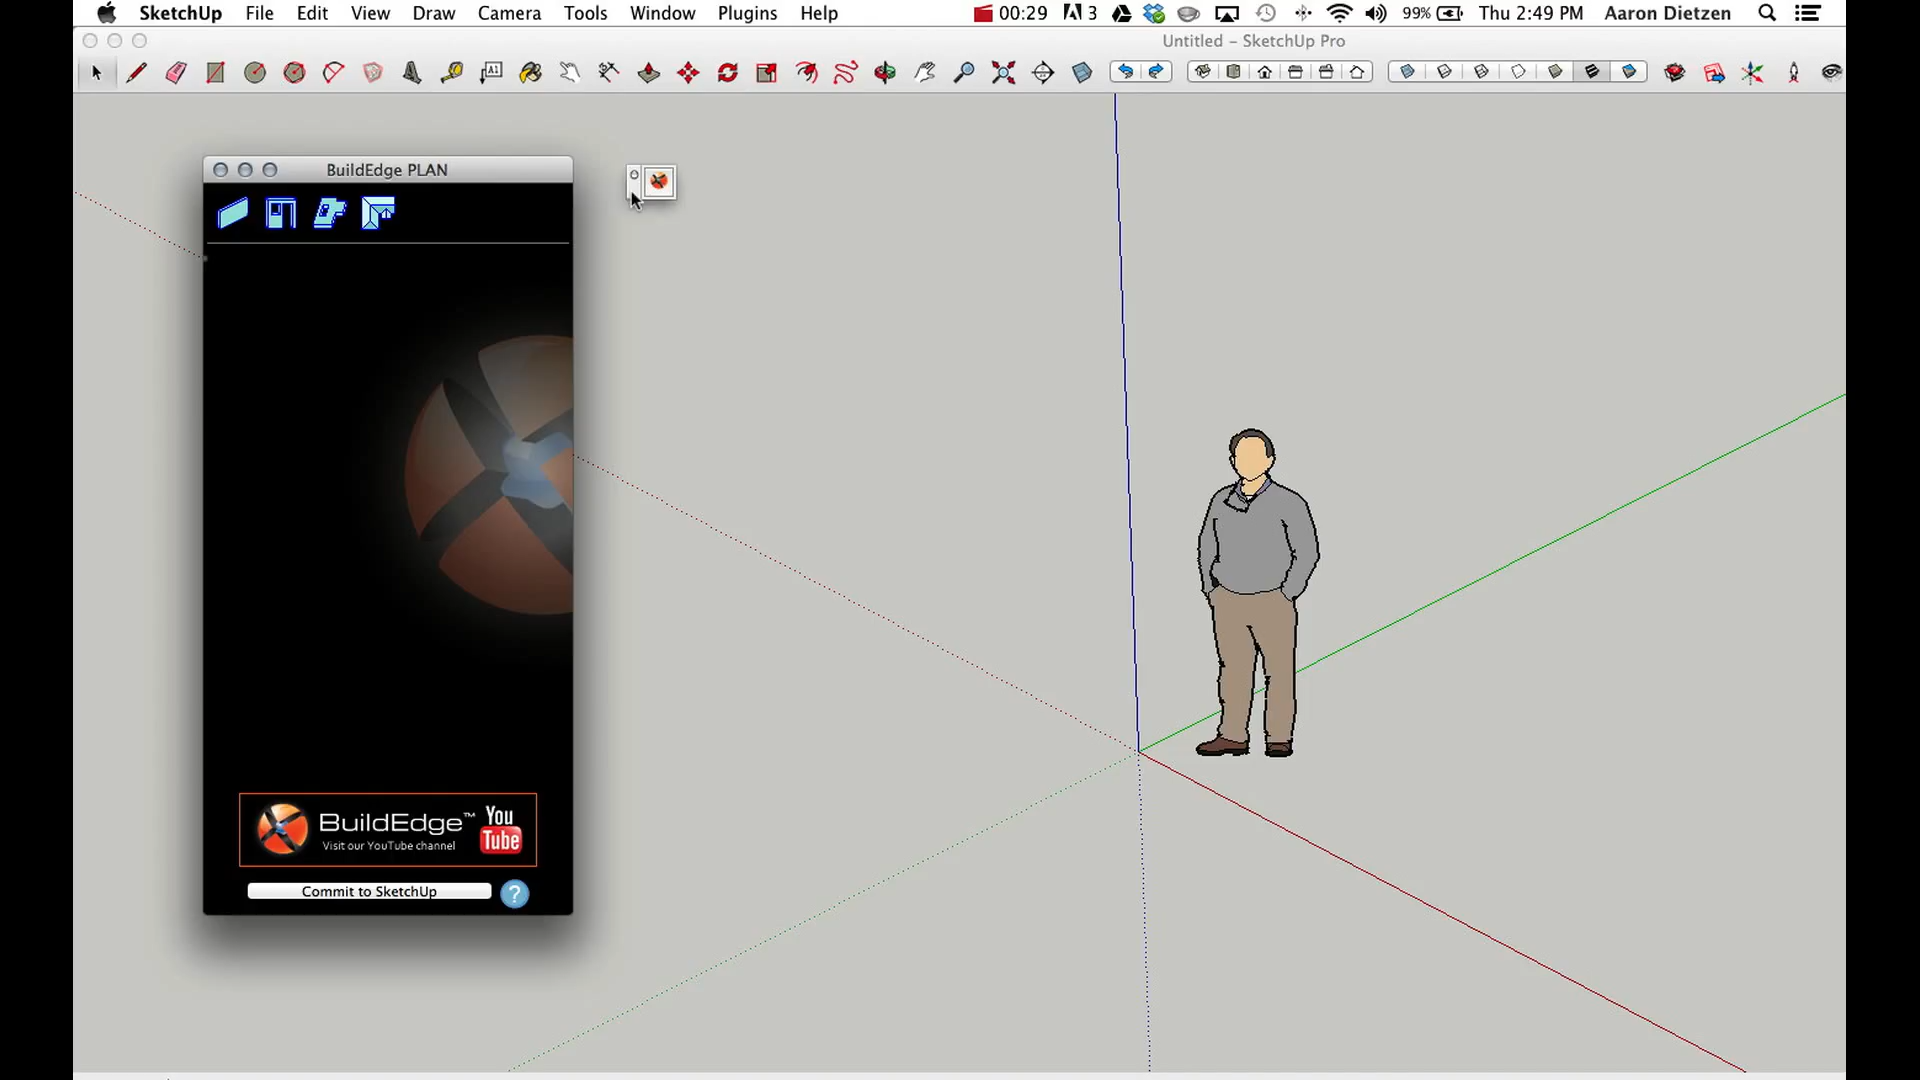 SketchUp File Edit View Draw Camera Tools Window Plugins Help 00:29 3 99% Thu 2:49 PM Aaron Dietzen
Untitled – SketchUp Pro
A1
BuildEdge PLAN
BuildEdge™ You Tube
Visit our YouTube channel
Commit to SketchUp ?